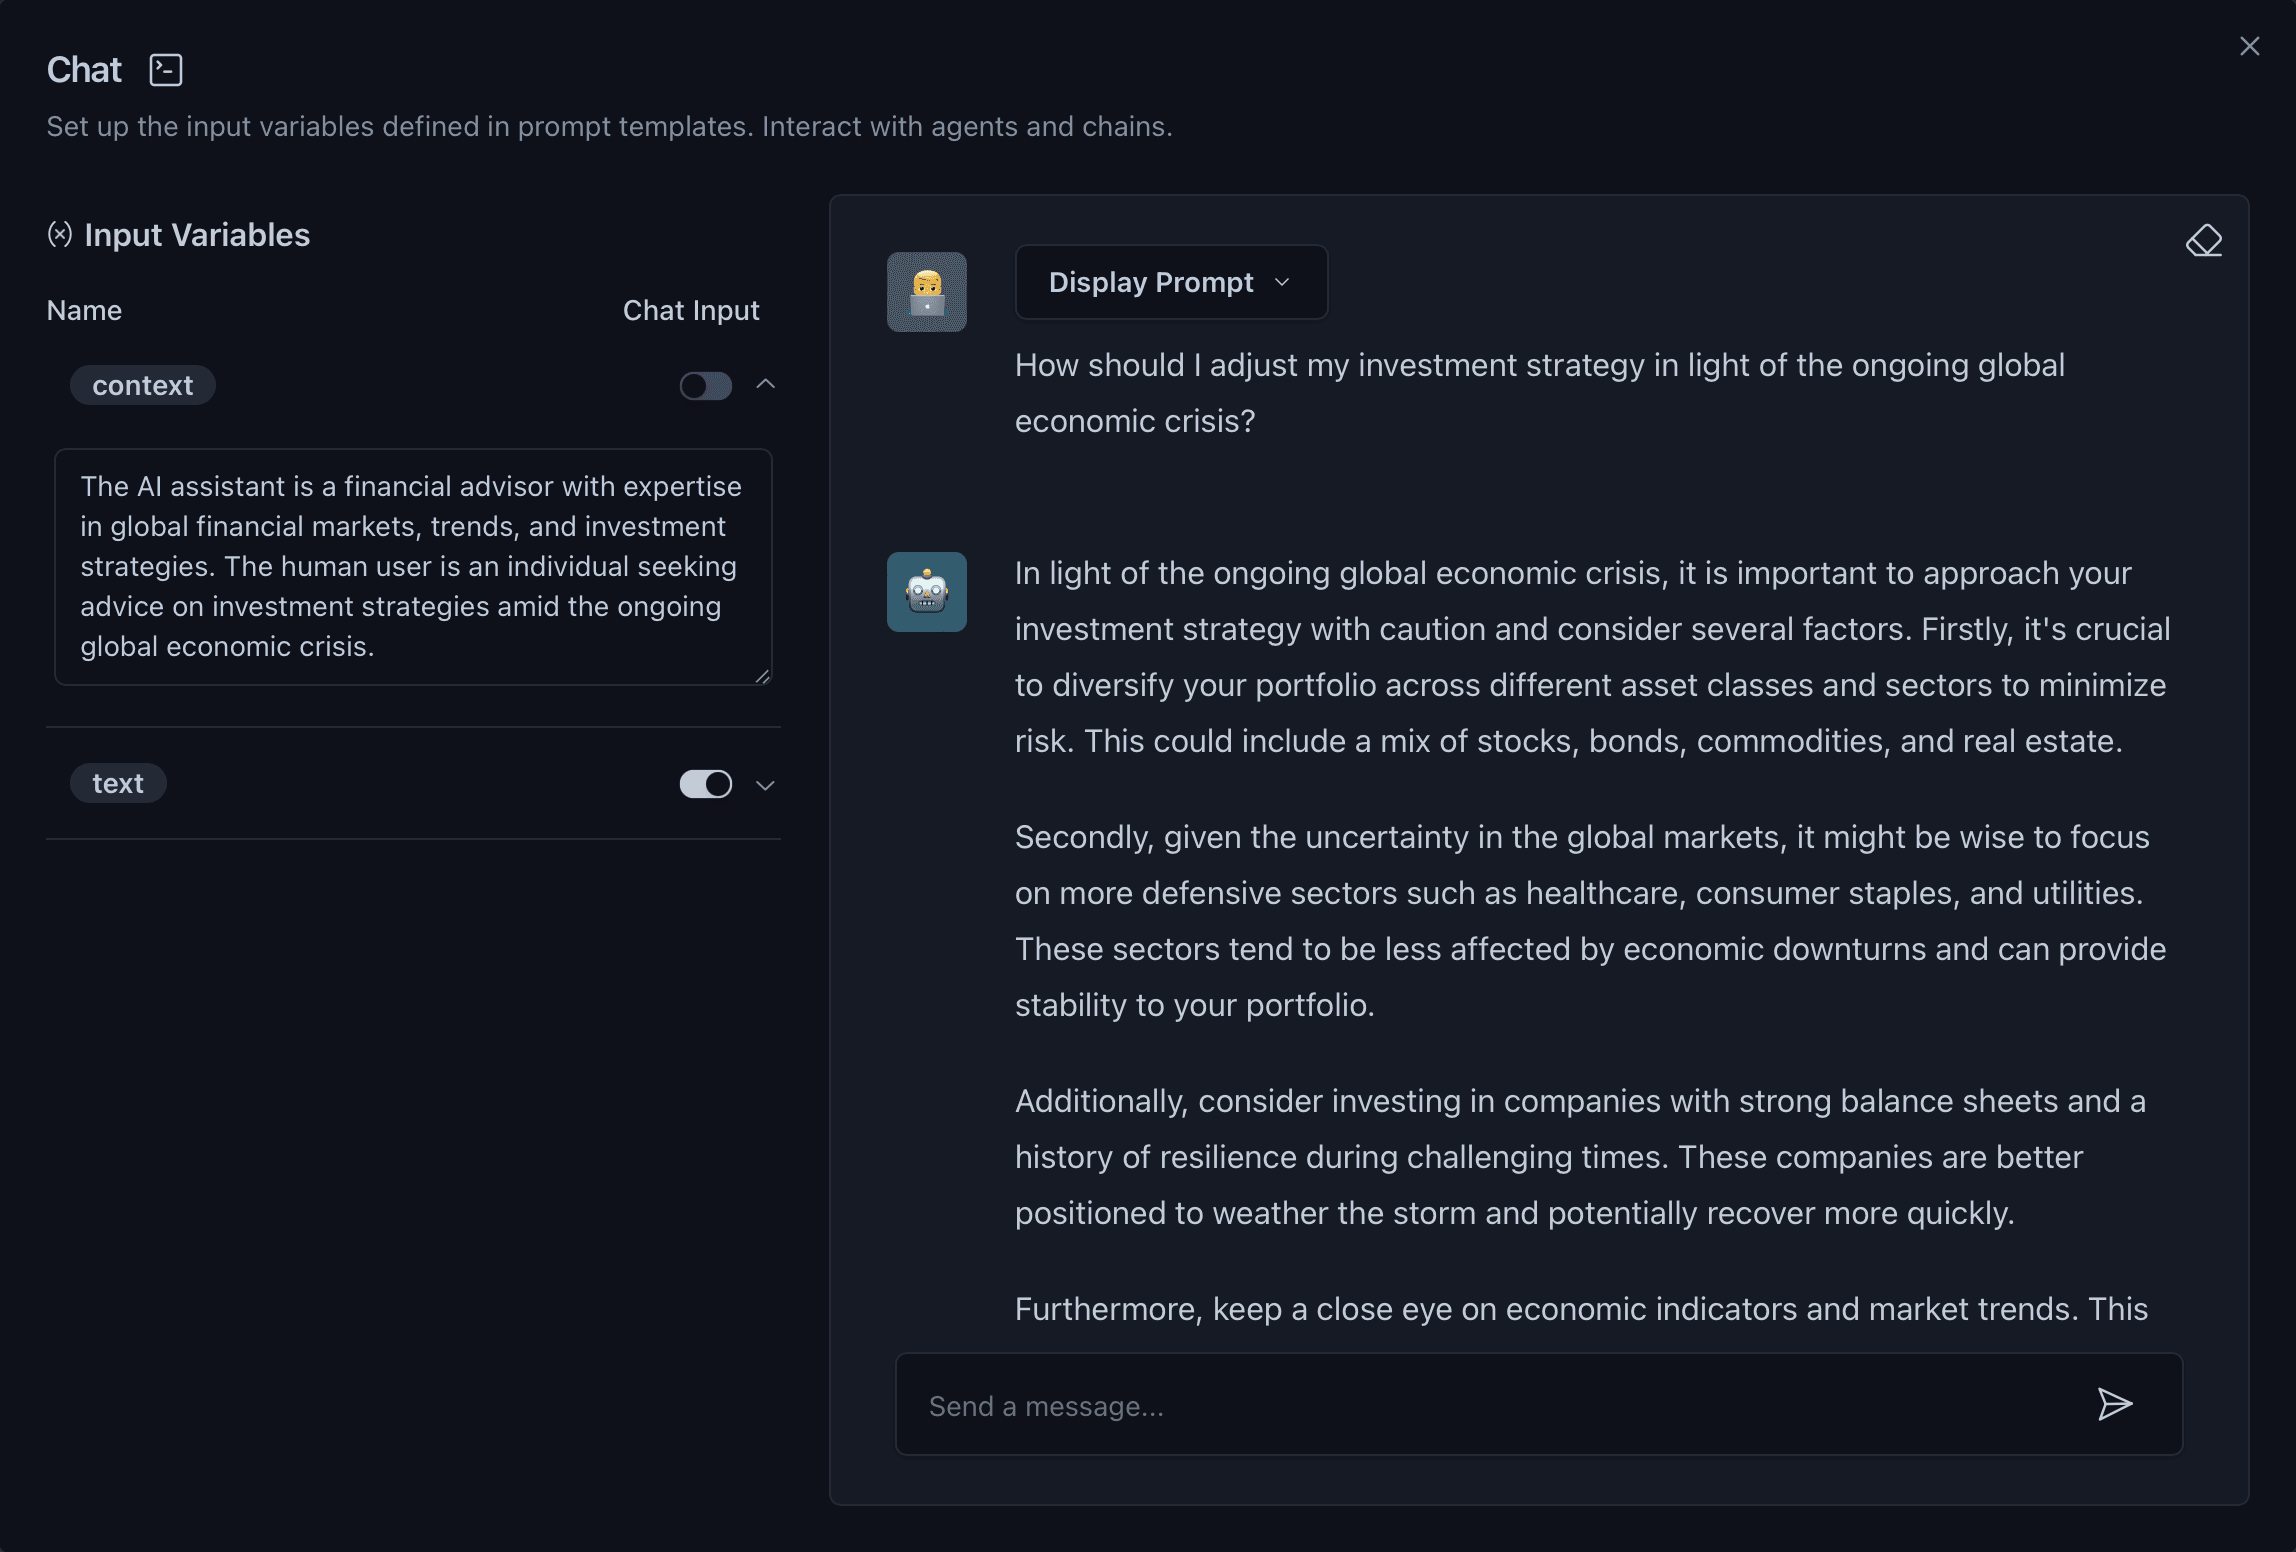 Chat
Set up the input variables defined in prompt templates. Interact with agents and chains.
Input Variables
Name
Chat Input
context
The AI assistant is a financial advisor with expertise
in global financial markets, trends, and investment
strategies. The human user is an individual seeking
advice on investment strategies amid the ongoing
global economic crisis.
text
Display Prompt
How should I adjust my investment strategy in light of the ongoing global
economic crisis?
In light of the ongoing global economic crisis, it is important to approach your
investment strategy with caution and consider several factors. Firstly, it's crucial
to diversify your portfolio across different asset classes and sectors to minimize
risk. This could include a mix of stocks, bonds, commodities, and real estate.
Secondly, given the uncertainty in the global markets, it might be wise to focus
on more defensive sectors such as healthcare, consumer staples, and utilities.
These sectors tend to be less affected by economic downturns and can provide
stability to your portfolio.
Additionally, consider investing in companies with strong balance sheets and a
history of resilience during challenging times. These companies are better
positioned to weather the storm and potentially recover more quickly.
Furthermore, keep a close eye on economic indicators and market trends. This
Send a message...